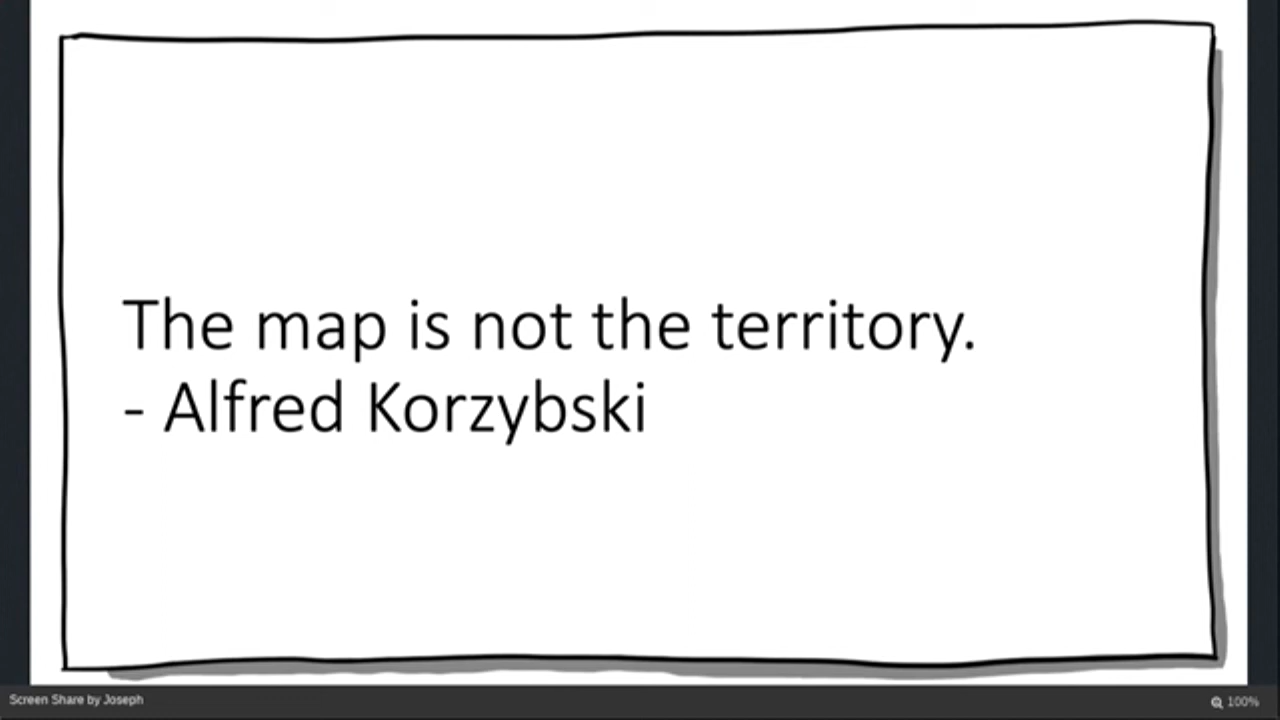 The map is not the territory.
- Alfred Korzybski
Screen Share by Joseph
100%